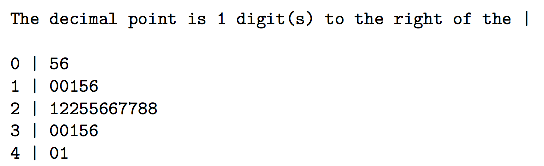 The decimal point is 1 digit(s) to the right of the |
0 | 56
1 | 00156
2 | 12255667788
3 | 00156
4 | 01